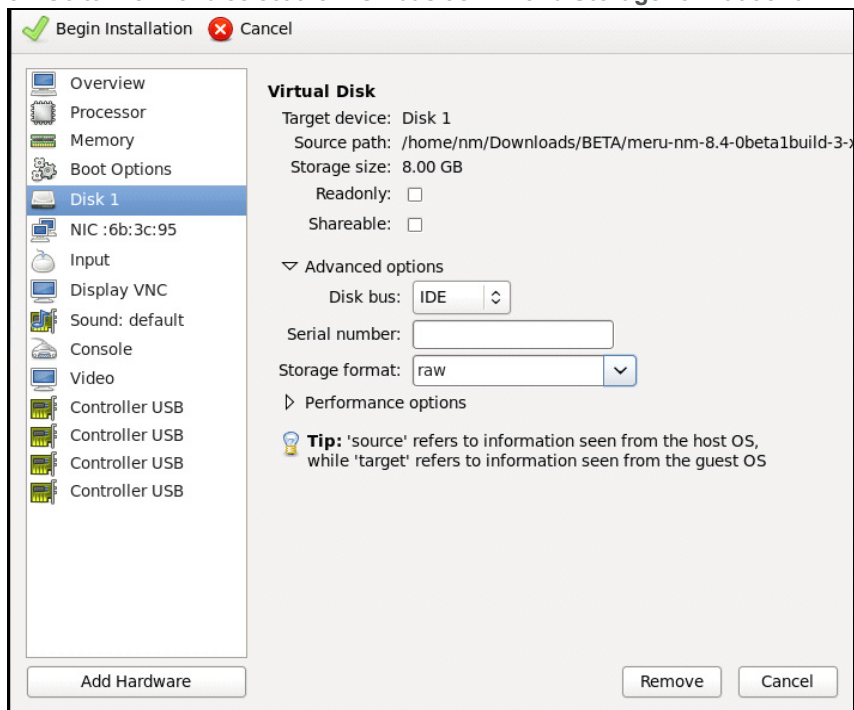 Begin Installation Cancel
Overview
Processor
Memory
Boot Options
Disk 1
NIC :6b:3c:95
Input
Display VNC
Sound: default
Console
Video
Controller USB
Controller USB
Controller USB
Controller USB
Add Hardware
Virtual Disk
Target device: Disk 1
Source path: /home/nm/Downloads/BETA/meru-nm-8.4-0beta1build-3-
Storage size: 8.00 GB
Readonly:
Shareable:
Advanced options
Disk bus: IDE
Serial number:
Storage format: raw
Performance options
Tip: 'source' refers to information seen from the host OS,
while 'target' refers to information seen from the guest OS
Remove Cancel